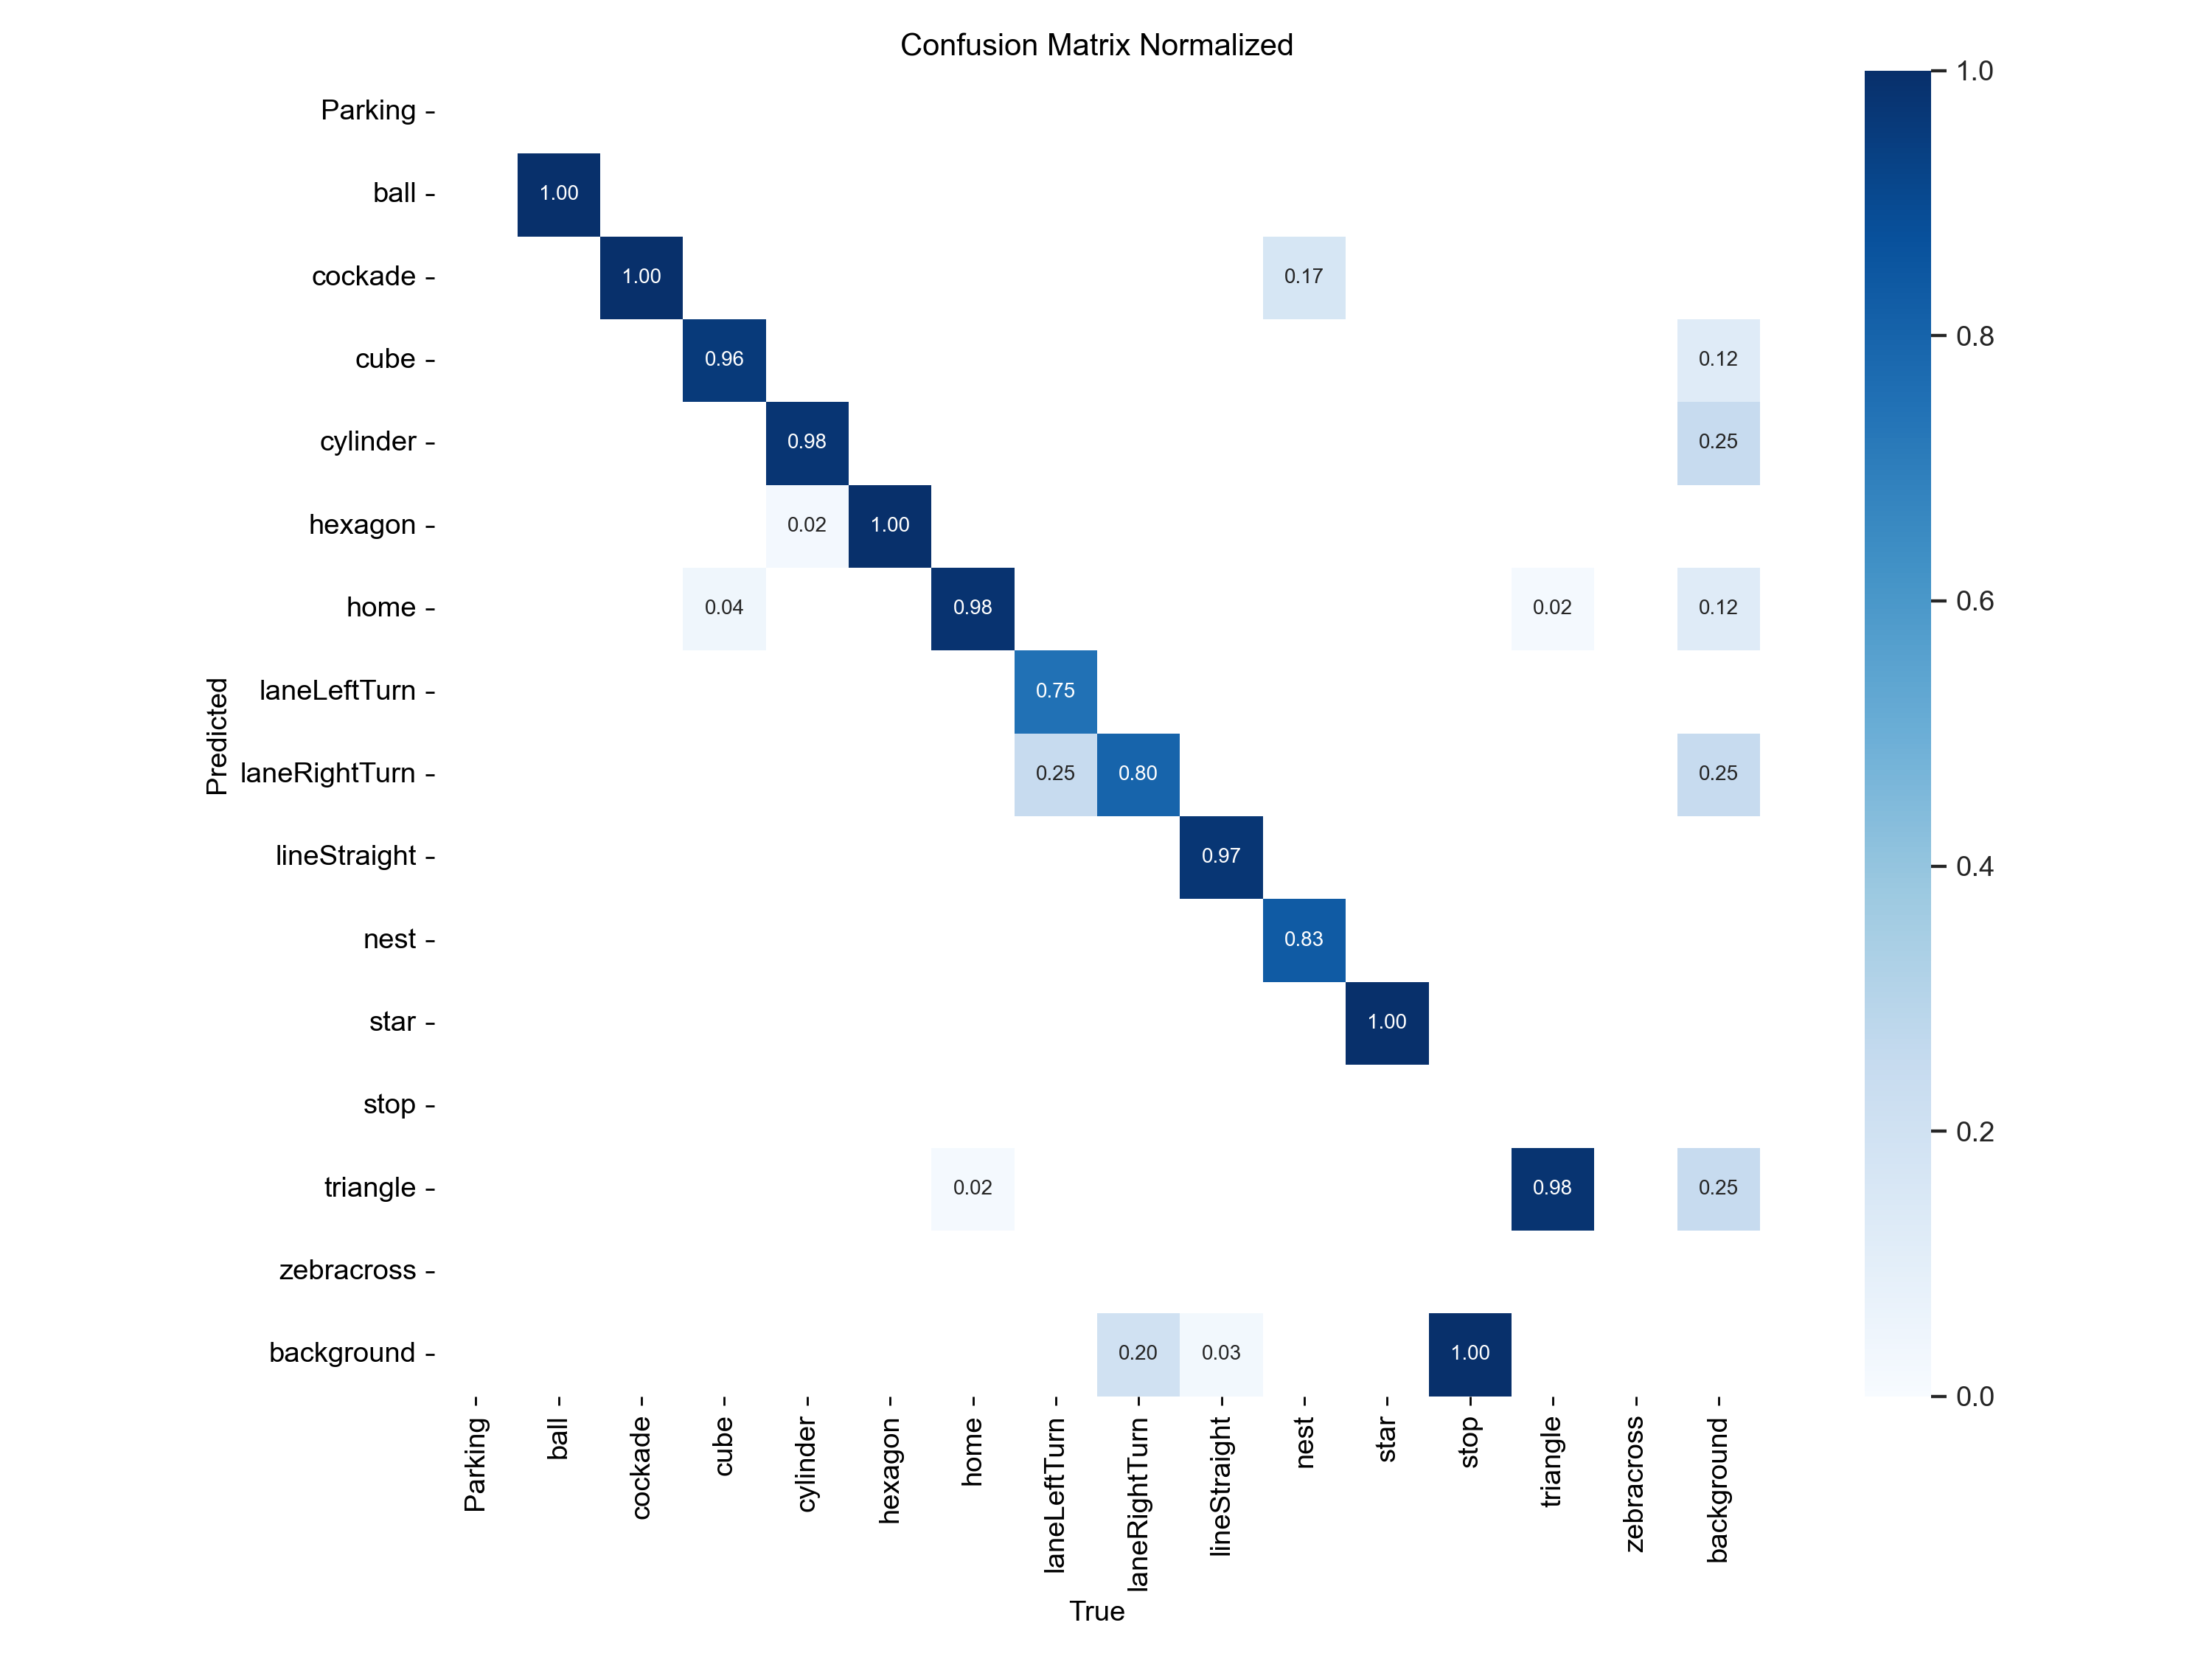 Confusion Matrix Normalized
Parking
ball 1.00
cockade 1.00 0.17
cube 0.96 0.12
cylinder 0.98 0.25
hexagon 0.02 1.00
home 0.04 0.98 0.02 0.12
laneLeftTurn 0.75
laneRightTurn 0.25 0.80 0.25
lineStraight 0.97
nest 0.83
star 1.00
stop
triangle 0.02 0.98 0.25
zebracross
background 0.20 0.03 1.00
Predicted
Parking ball cockade cube cylinder hexagon home laneLeftTurn laneRightTurn lineStraight nest star stop triangle zebracross background
True
1.0
0.8
0.6
0.4
0.2
0.0